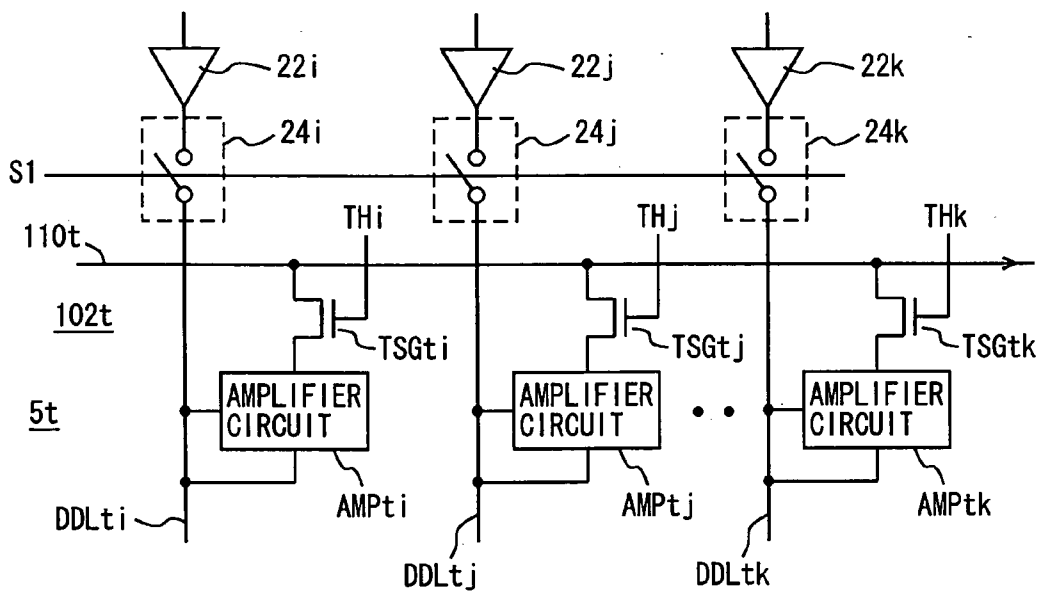 22i 22j 22k
24i 24j 24k
S1
THi THj THk
110t
102t
TSGti TSGtj TSGtk
5t
AMPLIFIER CIRCUIT
AMPLIFIER CIRCUIT
AMPLIFIER CIRCUIT
AMPti AMPtj AMPtk
DDLti DDLtj DDLtk